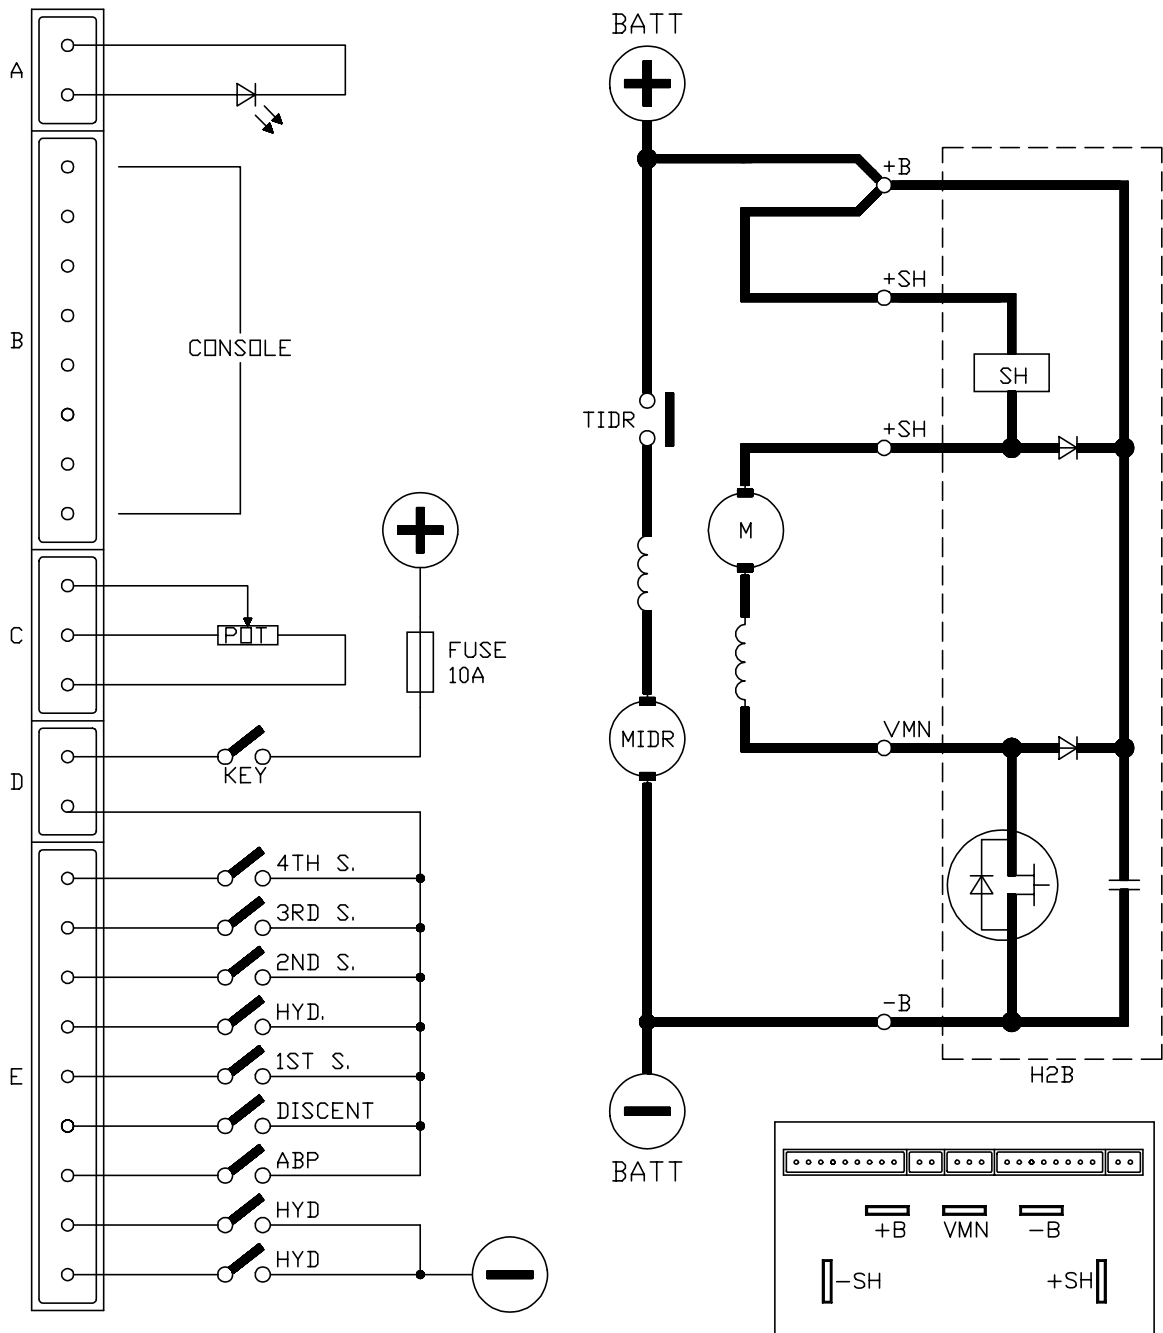 A
B
CONSOLE
C
POT
FUSE
10A
D
KEY
E
4TH S.
3RD S.
2ND S.
HYD.
1ST S.
DISCENT
ABP
HYD
HYD
BATT
+B
+SH
SH
TIDR
+SH
M
MIDR
VMN
-B
H2B
BATT
+B VMN -B
-SH +SH